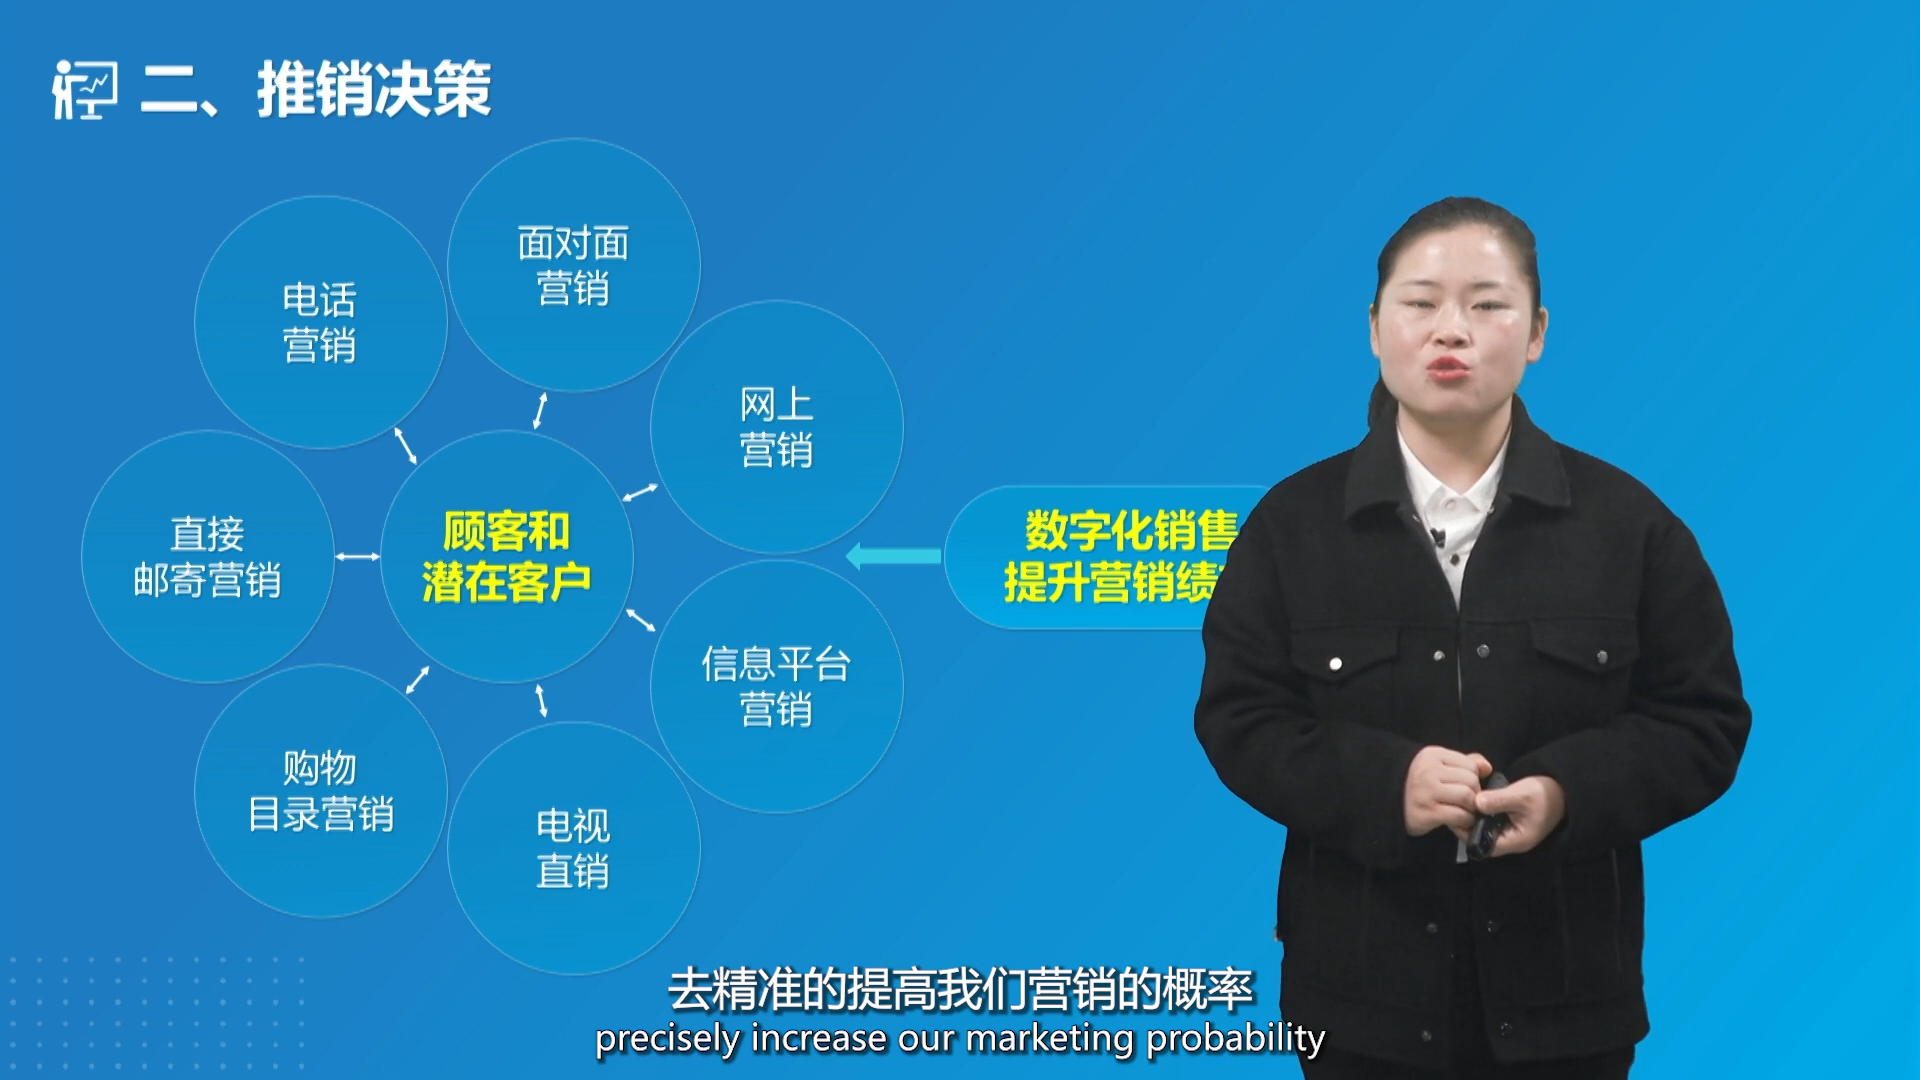 二、推销决策
面对面
营销
电话
营销
网上
营销
直接
邮寄营销
顾客和
潜在客户
数字化销售
提升营销绩
信息平台
营销
购物
目录营销
电视
直销
去精准的提高我们营销的概率
precisely increase our marketing probability